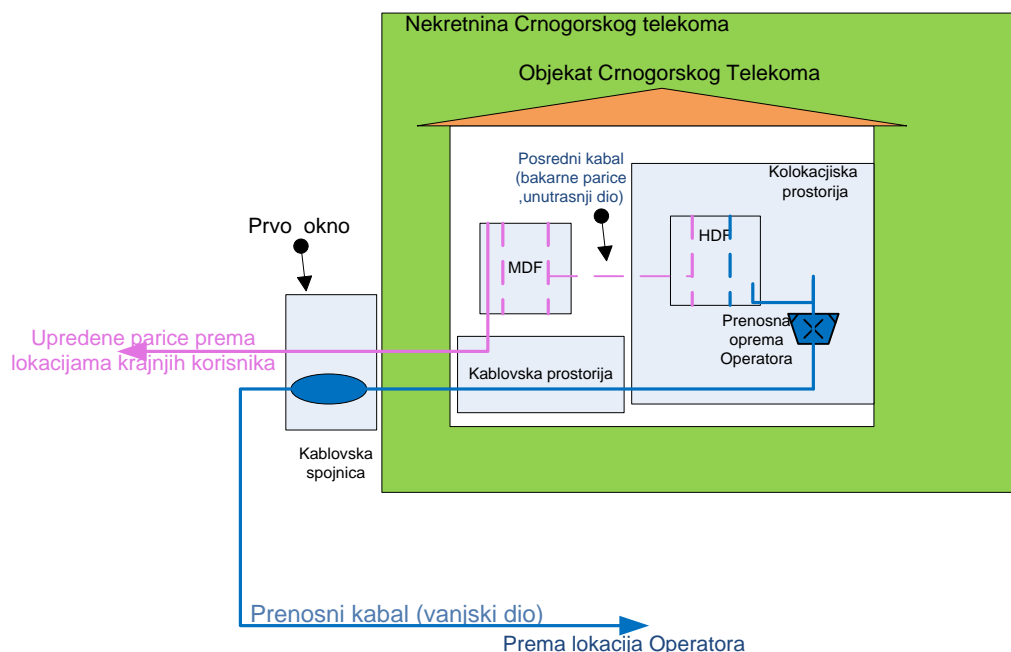 Nekretnina Crnogorskog telekoma
Objekat Crnogorskog Telekoma
Posredni kabal
(bakarne parice
,unutrasnji dio)
Kolokacjiska
prostorija
Prvo okno
MDF
HDF
Upredene parice prema
lokacijama krajnjih korisnika
Prenosna
oprema
Operatora
Kablovska prostorija
Kablovska
spojnica
Prenosni kabal (vanjski dio)
Prema lokacija Operatora